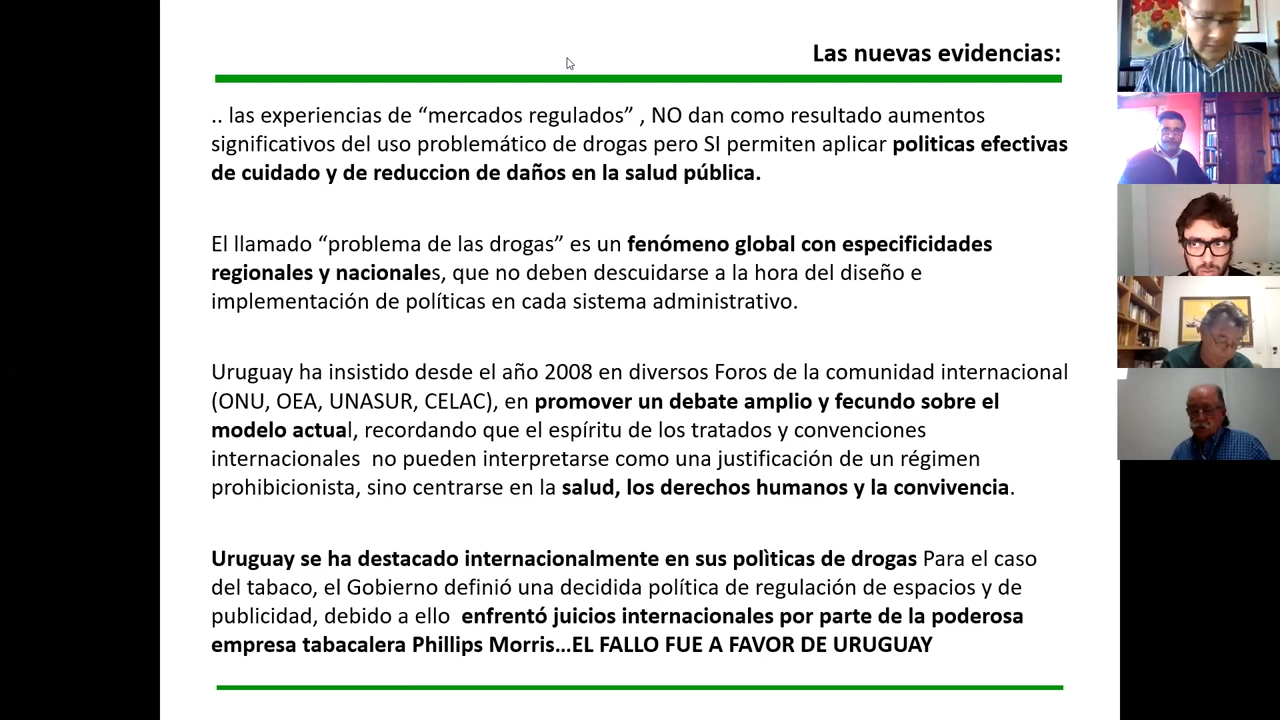 Las nuevas evidencias:
.. las experiencias de “mercados regulados” , NO dan como resultado aumentos
significativos del uso problemático de drogas pero SI permiten aplicar politicas efectivas
de cuidado y de reduccion de daños en la salud pública.
El llamado “problema de las drogas” es un fenómeno global con especificidades
regionales y nacionales, que no deben descuidarse a la hora del diseño e
implementación de políticas en cada sistema administrativo.
Uruguay ha insistido desde el año 2008 en diversos Foros de la comunidad internacional
(ONU, OEA, UNASUR, CELAC), en promover un debate amplio y fecundo sobre el
modelo actual, recordando que el espíritu de los tratados y convenciones
internacionales no pueden interpretarse como una justificación de un régimen
prohibicionista, sino centrarse en la salud, los derechos humanos y la convivencia.
Uruguay se ha destacado internacionalmente en sus polìticas de drogas Para el caso
del tabaco, el Gobierno definió una decidida política de regulación de espacios y de
publicidad, debido a ello enfrentó juicios internacionales por parte de la poderosa
empresa tabacalera Phillips Morris…EL FALLO FUE A FAVOR DE URUGUAY